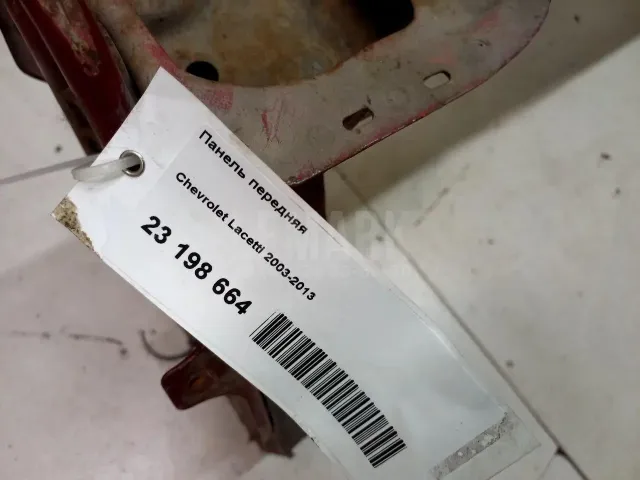 Панель передняя
Chevrolet Lacetti 2003-2013
23 198 664